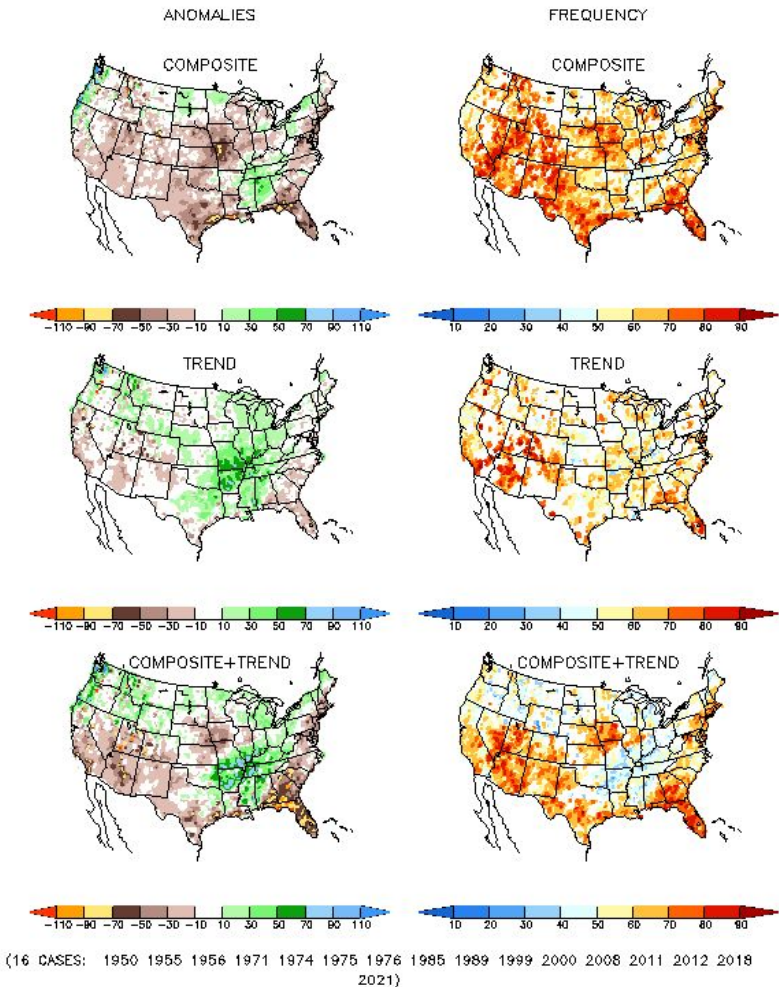 ANOMALIES FREQUENCY
COMPOSITE COMPOSITE
-110 -90 -70 -50 -30 -10 10 30 50 70 90 110 10 20 30 40 50 60 70 80 90
TREND TREND
-110 -90 -70 -50 -30 -10 10 30 50 70 90 110 10 20 30 40 50 60 70 80 90
COMPOSITE+TREND COMPOSITE+TREND
-110 -90 -70 -50 -30 -10 10 30 50 70 90 110 10 20 30 40 50 60 70 80 90
(16 CASES: 1950 1955 1956 1971 1974 1975 1976 1985 1989 1999 2000 2008 2011 2012 2018
2021)